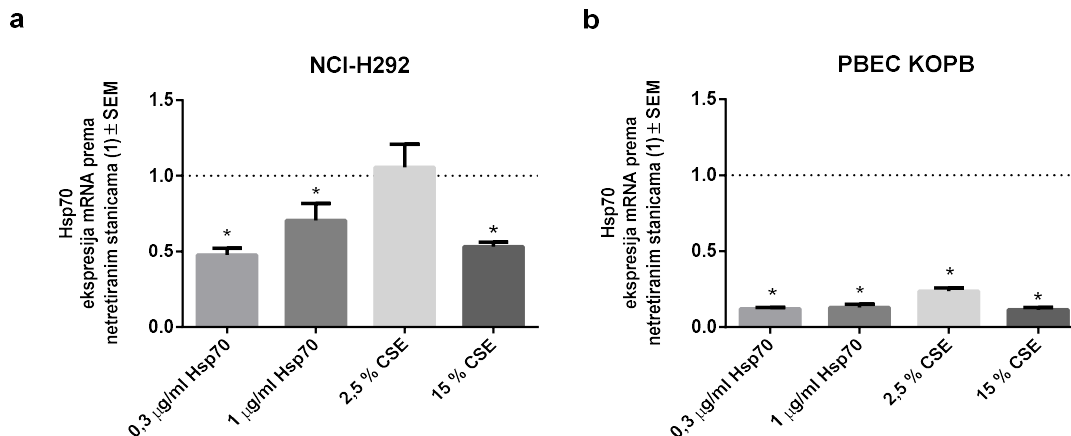 a
NCI-H292
Hsp70
ekspresija mRNA prema
netretiranim stanicama (1) ± SEM
1.5
1.0
0.5
0.0
*
*
*
0,3 µg/ml Hsp70
1 µg/ml Hsp70
2,5 % CSE
15 % CSE
b
PBEC KOPB
Hsp70
ekspresija mRNA prema
netretiranim stanicama (1) ± SEM
1.5
1.0
0.5
0.0
*
*
*
*
0,3 µg/ml Hsp70
1 µg/ml Hsp70
2,5 % CSE
15 % CSE